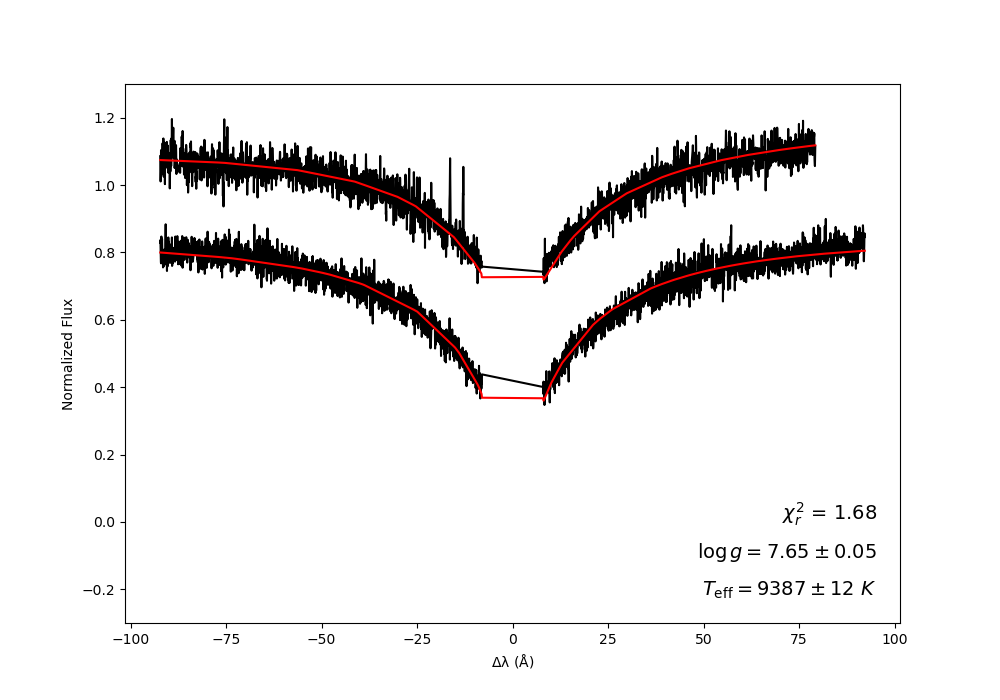 1.2
1.0
0.8
0.6
0.4
0.2
0.0
−0.2
Normalized Flux
χ²ᵣ = 1.68
log g = 7.65 ± 0.05
T_eff = 9387 ± 12 K
−100 −75 −50 −25 0 25 50 75 100
Δλ (Å)